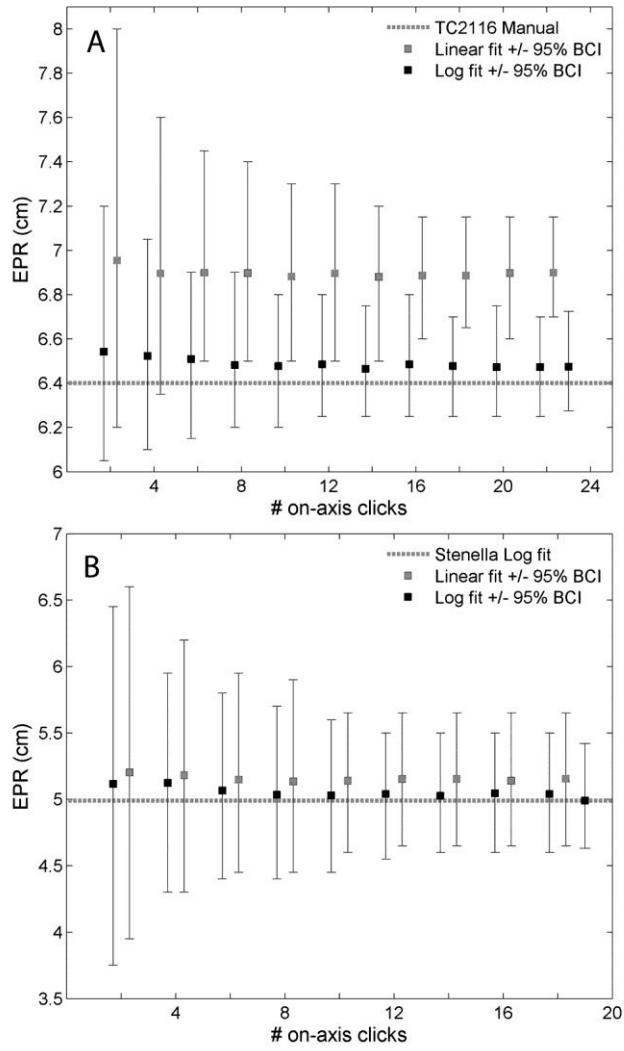 A
TC2116 Manual
Linear fit +/- 95% BCI
Log fit +/- 95% BCI
8
7.8
7.6
7.4
7.2
7
6.8
6.6
6.4
6.2
6
EPR (cm)
4 8 12 16 20 24
# on-axis clicks
B
Stenella Log fit
Linear fit +/- 95% BCI
Log fit +/- 95% BCI
7
6.5
6
5.5
5
4.5
4
3.5
EPR (cm)
4 8 12 16 20
# on-axis clicks